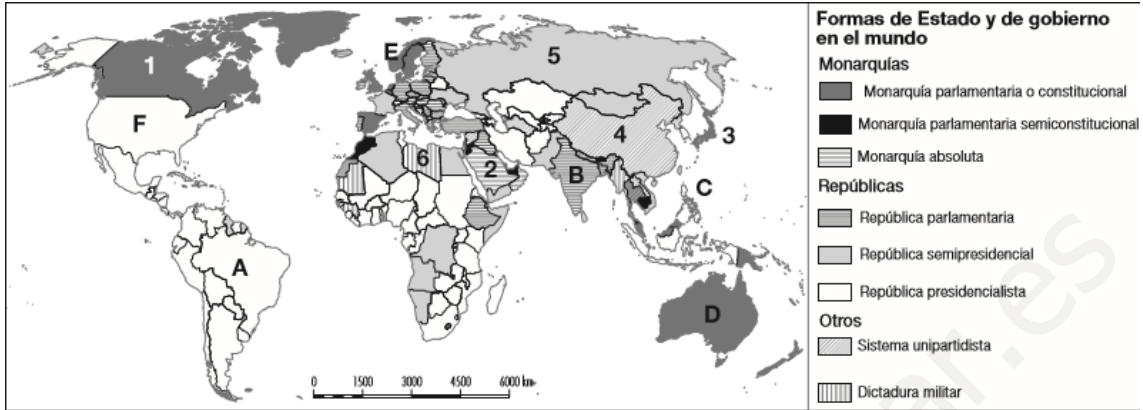 Formas de Estado y de gobierno
en el mundo
Monarquías
Monarquía parlamentaria o constitucional
Monarquía parlamentaria semiconstitucional
Monarquía absoluta
Repúblicas
República parlamentaria
República semipresidencial
República presidencialista
Otros
Sistema unipartidista
Dictadura militar
1
E
5
F
4
3
6
2
B
C
A
D
0 1500 3000 4500 6000 km
ar.es